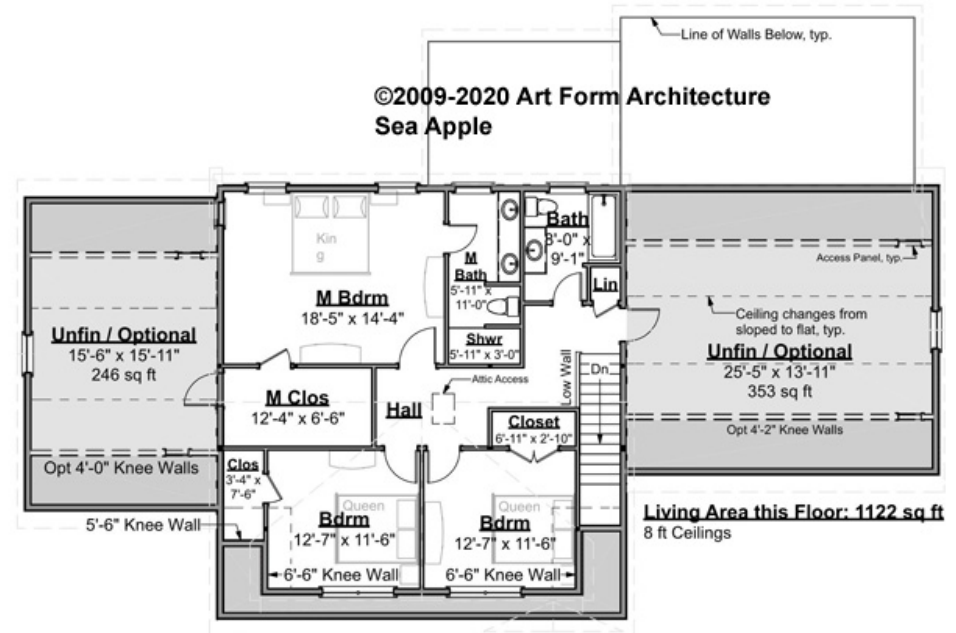 Line of Walls Below, typ.
©2009-2020 Art Form Architecture
Sea Apple
Kin
g
M Bdrm
18'-5" x 14'-4"
M
Bath
5'-11" x
11'-0"
Shwr
5'-11" x 3'-0"
Bath
8'-0" x
9'-1"
Lin
Access Panel, typ.
Ceiling changes from
sloped to flat, typ.
Unfin / Optional
15'-6" x 15'-11"
246 sq ft
Unfin / Optional
25'-5" x 13'-11"
353 sq ft
M Clos
12'-4" x 6'-6"
Hall
Attic Access
Low Wall
Dn
Closet
6'-11" x 2'-10"
Opt 4'-2" Knee Walls
Opt 4'-0" Knee Walls
Clos
3'-4" x
7'-6"
Queen
Bdrm
12'-7" x 11'-6"
Queen
Bdrm
12'-7" x 11'-6"
5'-6" Knee Wall
6'-6" Knee Wall
6'-6" Knee Wall
Living Area this Floor: 1122 sq ft
8 ft Ceilings